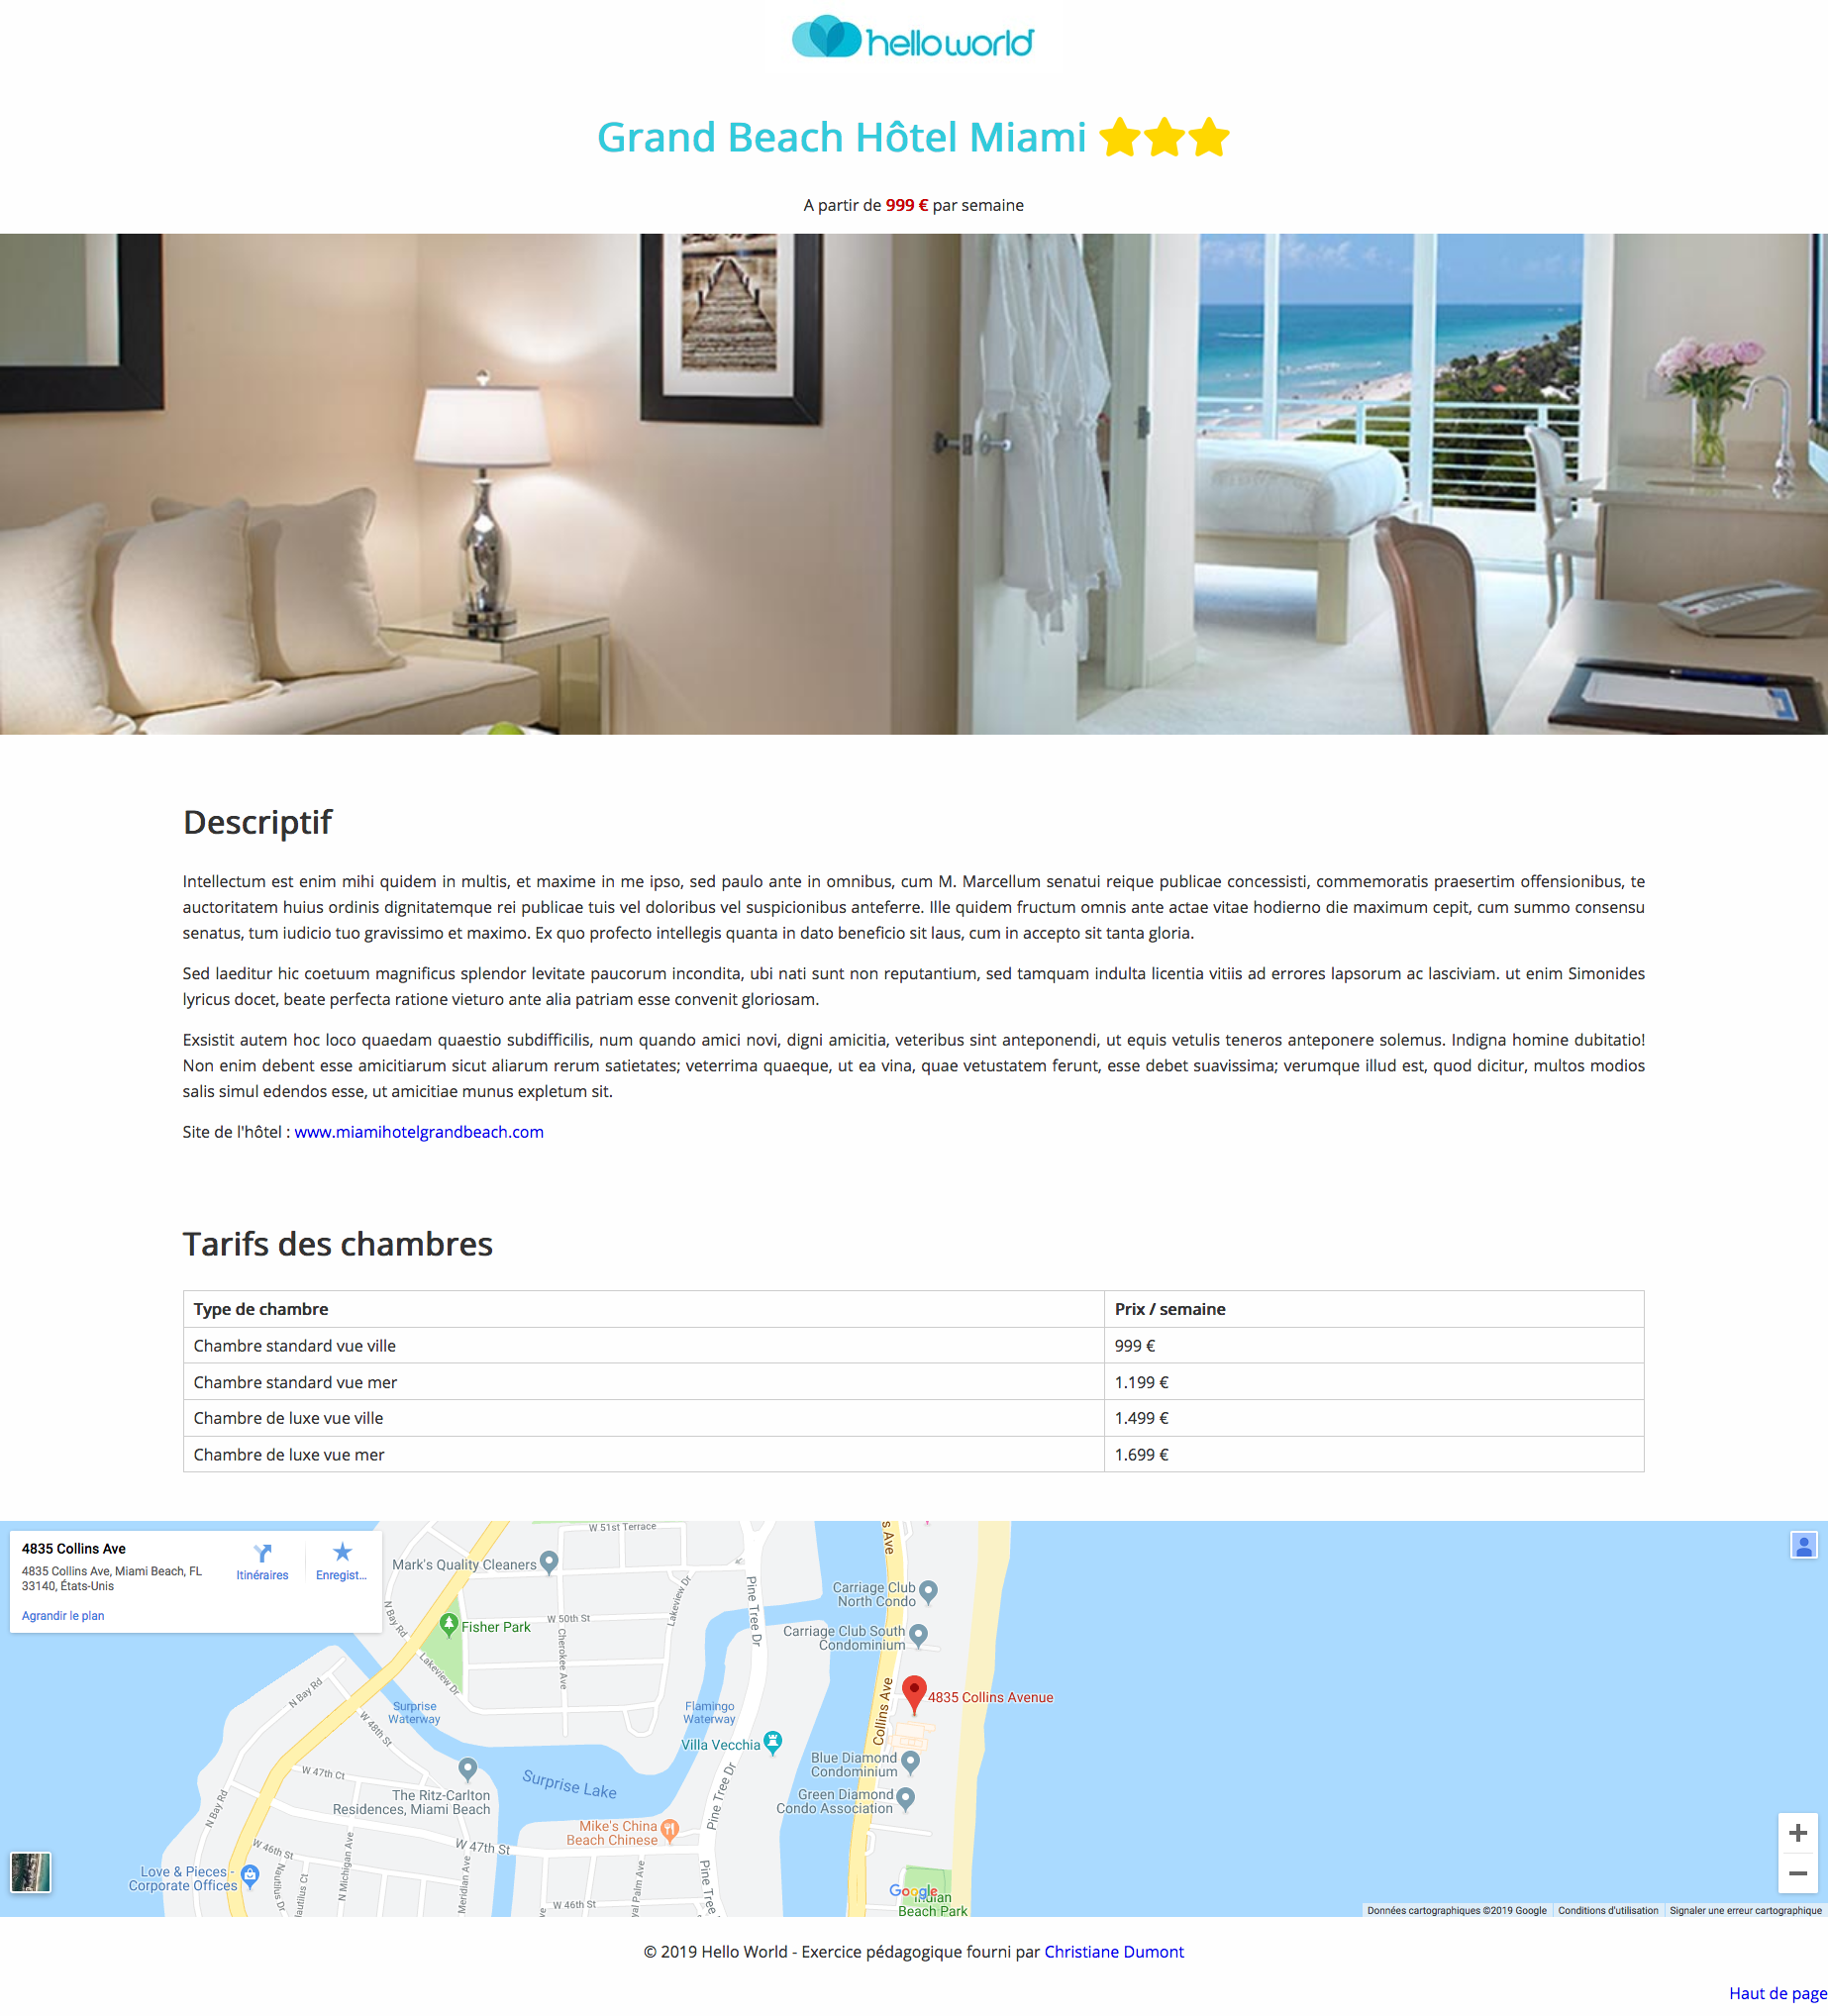 helloworld
Grand Beach Hôtel Miami
A partir de 999 € par semaine
Descriptif
Intellectum est enim mihi quidem in multis, et maxime in me ipso, sed paulo ante in omnibus, cum M. Marcellum senatui reique publicae concessisti, commemoratis praesertim offensionibus, te
auctoritatem huius ordinis dignitatemque rei publicae tuis vel doloribus vel suspicionibus anteferre. Ille quidem fructum omnis ante actae vitae hodierno die maximum cepit, cum summo consensu
senatus, tum iudicio tuo gravissimo et maximo. Ex quo profecto intellegis quanta in dato beneficio sit laus, cum in accepto sit tanta gloria.
Sed laeditur hic coetuum magnificus splendor levitate paucorum incondita, ubi nati sunt non reputantium, sed tamquam indulta licentia vitiis ad errores lapsorum ac lasciviam. ut enim Simonides
lyricus docet, beate perfecta ratione vieturo ante alia patriam esse convenit gloriosam.
Exsistit autem hoc loco quaedam quaestio subdifficilis, num quando amici novi, digni amicitia, veteribus sint anteponendi, ut equis vetulis teneros anteponere solemus. Indigna homine dubitatio!
Non enim debent esse amicitiarum sicut aliarum rerum satietates; veterrima quaeque, ut ea vina, quae vetustatem ferunt, esse debet suavissima; verumque illud est, quod dicitur, multos modios
salis simul edendos esse, ut amicitiae munus expletum sit.
Site de l'hôtel : www.miamihotelgrandbeach.com
Tarifs des chambres
Type de chambre Prix / semaine
Chambre standard vue ville 999 €
Chambre standard vue mer 1.199 €
Chambre de luxe vue ville 1.499 €
Chambre de luxe vue mer 1.699 €
4835 Collins Ave
4835 Collins Ave, Miami Beach, FL
33140, États-Unis
Itinéraires
Enregist...
Agrandir le plan
W 51st Terrace
s Ave
Mark's Quality Cleaners
Carriage Club
North Condo
N Bay Rd
Lakeview Dr
Pine Tree Dr
W 50th St
Fisher Park
Cherokee Ave
Carriage Club South
Condominium
Lakeview Dr
N Bay Rd
4835 Collins Avenue
Collins Ave
Surprise
Waterway
Flamingo
Waterway
W 48th St
Villa Vecchia
Blue Diamond
Condominium
W 47th Ct
Surprise Lake
Pine Tree Dr
The Ritz-Carlton
Residences, Miami Beach
Green Diamond
Condo Association
N Bay Rd
Mike's China
Beach Chinese
W 47th St
W 46th St
Love & Pieces -
Corporate Offices
Nautilus Dr
autilus Ct
N Michigan Ave
Meridian Ave
W 46th St
yal Palm Ave
Pine Tree
Google
Indian
Beach Park
Données cartographiques ©2019 Google Conditions d'utilisation Signaler une erreur cartographique
© 2019 Hello World - Exercice pédagogique fourni par Christiane Dumont
Haut de page